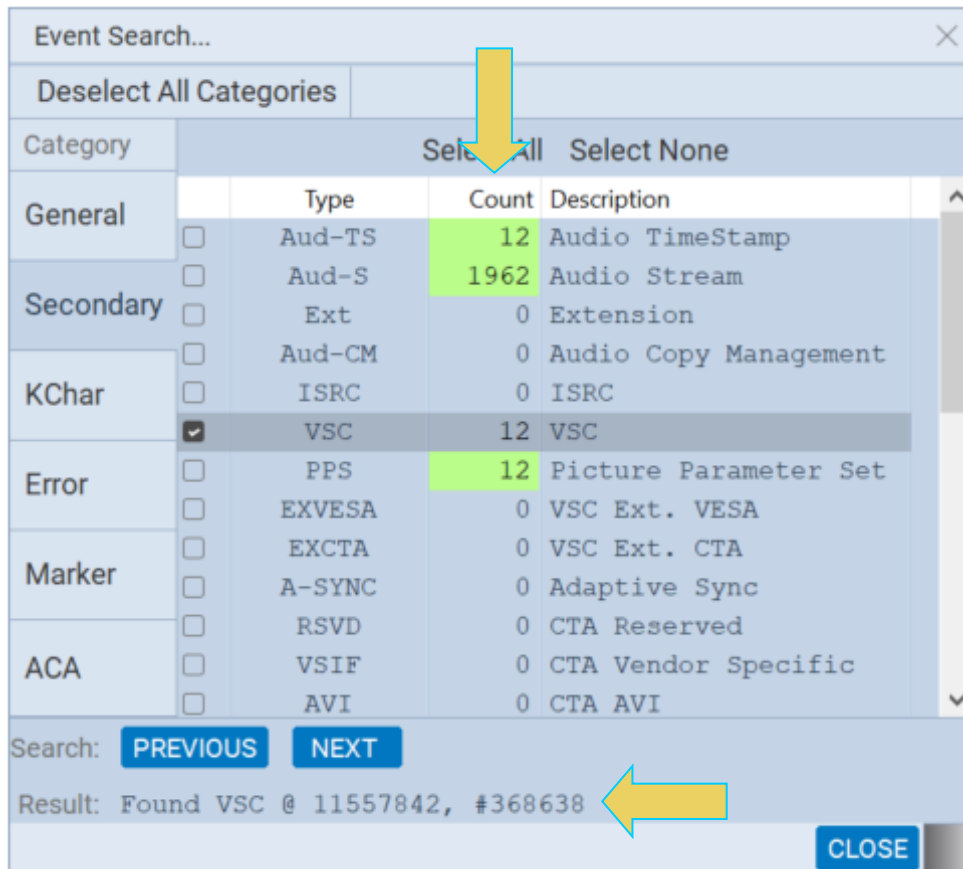 Event Search...
Deselect All Categories
Category
Select All Select None
General
Secondary
KChar
Error
Marker
ACA
Type Count Description
Aud-TS 12 Audio TimeStamp
Aud-S 1962 Audio Stream
Ext 0 Extension
Aud-CM 0 Audio Copy Management
ISRC 0 ISRC
VSC 12 VSC
PPS 12 Picture Parameter Set
EXVESA 0 VSC Ext. VESA
EXCTA 0 VSC Ext. CTA
A-SYNC 0 Adaptive Sync
RSVD 0 CTA Reserved
VSIF 0 CTA Vendor Specific
AVI 0 CTA AVI
Search: PREVIOUS NEXT
Result: Found VSC @ 11557842, #368638
CLOSE